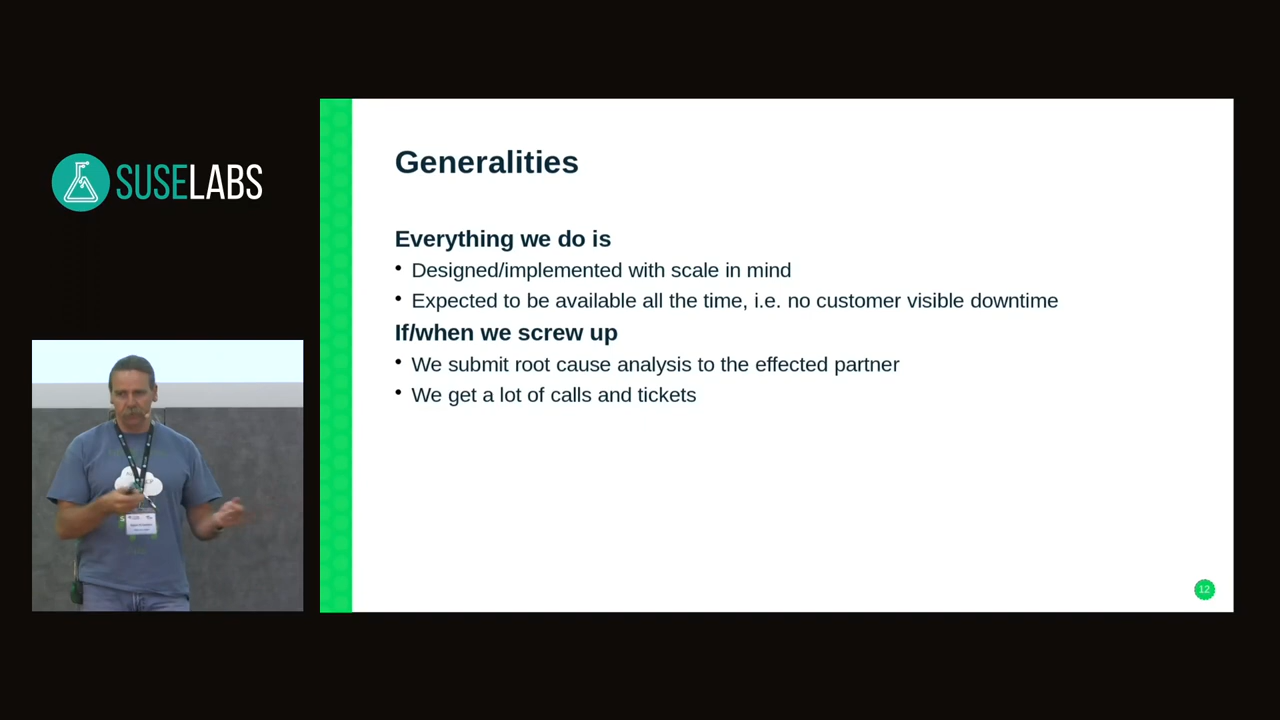 SUSELABS
Generalities
Everything we do is
• Designed/implemented with scale in mind
• Expected to be available all the time, i.e. no customer visible downtime
If/when we screw up
• We submit root cause analysis to the effected partner
• We get a lot of calls and tickets
12